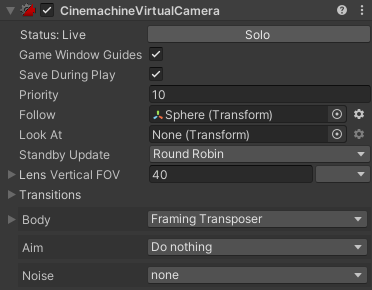 CinemachineVirtualCamera
Status: Live Solo
Game Window Guides
Save During Play
Priority 10
Follow Sphere (Transform)
Look At None (Transform)
Standby Update Round Robin
Lens Vertical FOV 40
Transitions
Body Framing Transposer
Aim Do nothing
Noise none